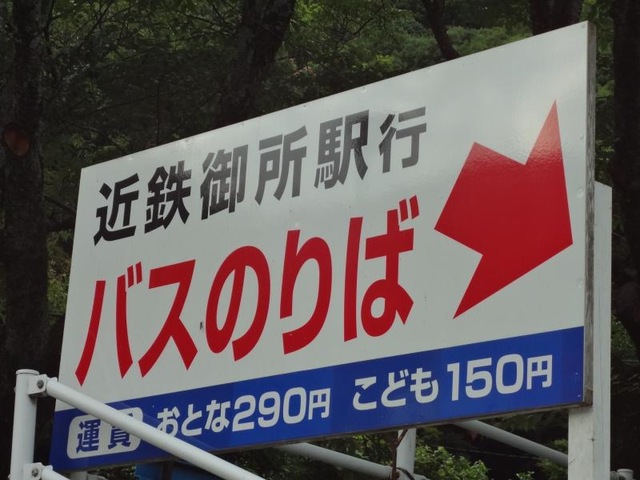 近鉄御所駅行
バスのりば
運賃 おとな290円 こども150円